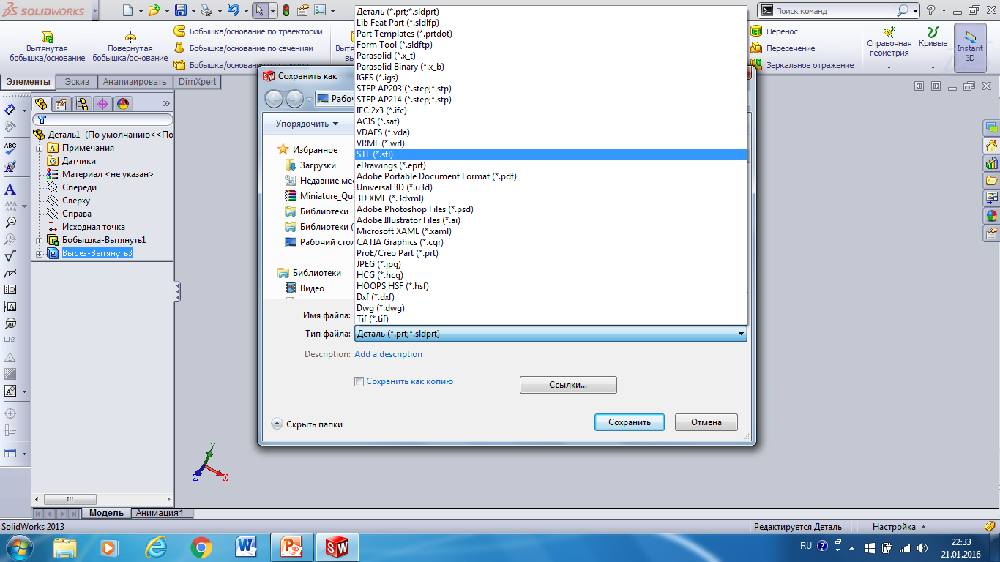 SOLIDWORKS
Поиск команд
Вытянутая
бобышка/основание
Повернутая
бобышка/основание
Бобышка/основание по траектории
Бобышка/основание по сечениям
Перенос
Пересечение
Зеркальное отражение
Справочная
геометрия
Кривые
Instant
3D
Элементы
Эскиз
Анализировать
DimXpert
Деталь1 (По умолчанию<<По
Примечания
Датчики
Материал <не указан>
Спереди
Сверху
Справа
Исходная точка
Бобышка-Вытянуть1
Вырез-Вытянуть3
Сохранить как
Упорядочить
Избранное
Загрузки
Недавние мес
Miniature_Que
Библиотеки
Библиотеки (
Рабочий стол
Библиотеки
Видео
Деталь (*.prt;*.sldprt)
Lib Feat Part (*.sldlfp)
Part Templates (*.prtdot)
Form Tool (*.sldftp)
Parasolid (*.x_t)
Parasolid Binary (*.x_b)
IGES (*.igs)
STEP AP203 (*.step;*.stp)
STEP AP214 (*.step;*.stp)
IFC 2x3 (*.ifc)
ACIS (*.sat)
VDAFS (*.vda)
VRML (*.wrl)
STL (*.stl)
eDrawings (*.eprt)
Adobe Portable Document Format (*.pdf)
Universal 3D (*.u3d)
3D XML (*.3dxml)
Adobe Photoshop Files (*.psd)
Adobe Illustrator Files (*.ai)
Microsoft XAML (*.xaml)
CATIA Graphics (*.cgr)
ProE/Creo Part (*.prt)
JPEG (*.jpg)
HCG (*.hcg)
HOOPS HSF (*.hsf)
Dxf (*.dxf)
Dwg (*.dwg)
Tif (*.tif)
Имя файла:
Тип файла: Деталь (*.prt;*.sldprt)
Description: Add a description
Сохранить как копию
Ссылки...
Скрыть папки
Сохранить
Отмена
Y
Z
X
Модель
Анимация1
SolidWorks 2013
Редактируется Деталь
Настройка
RU
22:33
21.01.2016